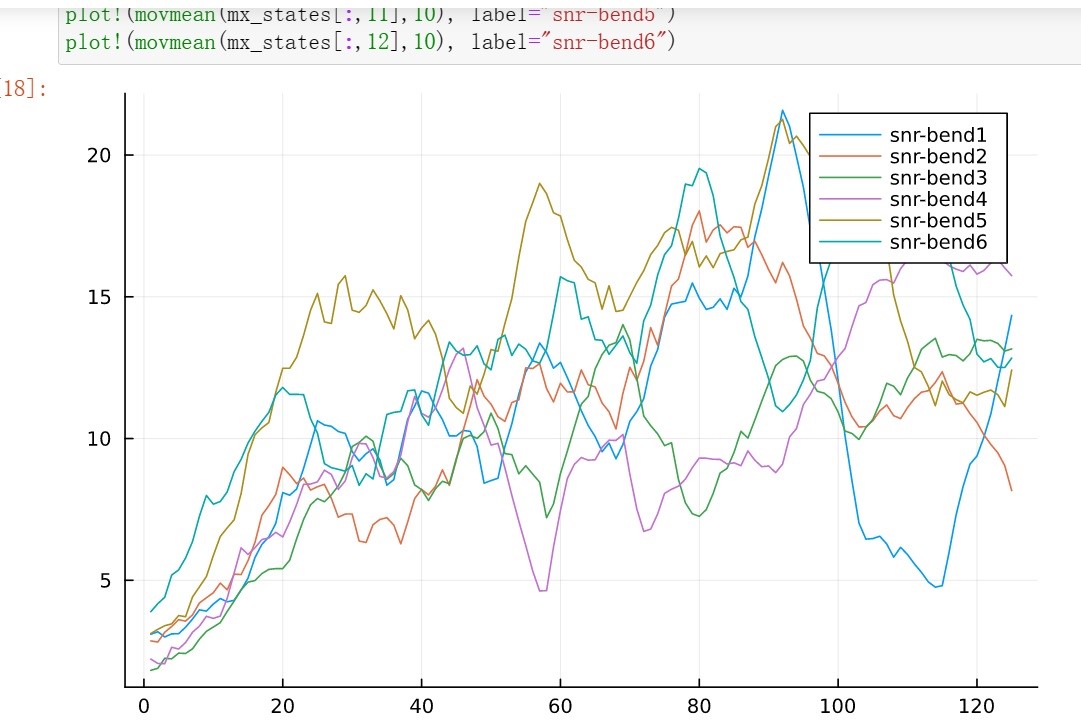 plot!(movmean(mx_states[:,11],10), label="snr-bend5")
plot!(movmean(mx_states[:,12],10), label="snr-bend6")
[18]:
snr-bend1
snr-bend2
snr-bend3
snr-bend4
snr-bend5
snr-bend6
20
15
10
5
0 20 40 60 80 100 120